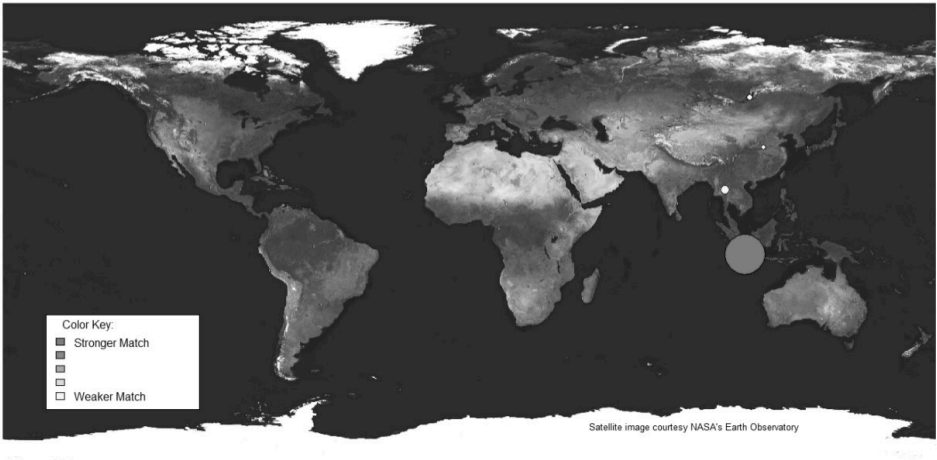 Color Key:
Stronger Match
Weaker Match
Satellite image courtesy NASA's Earth Observatory